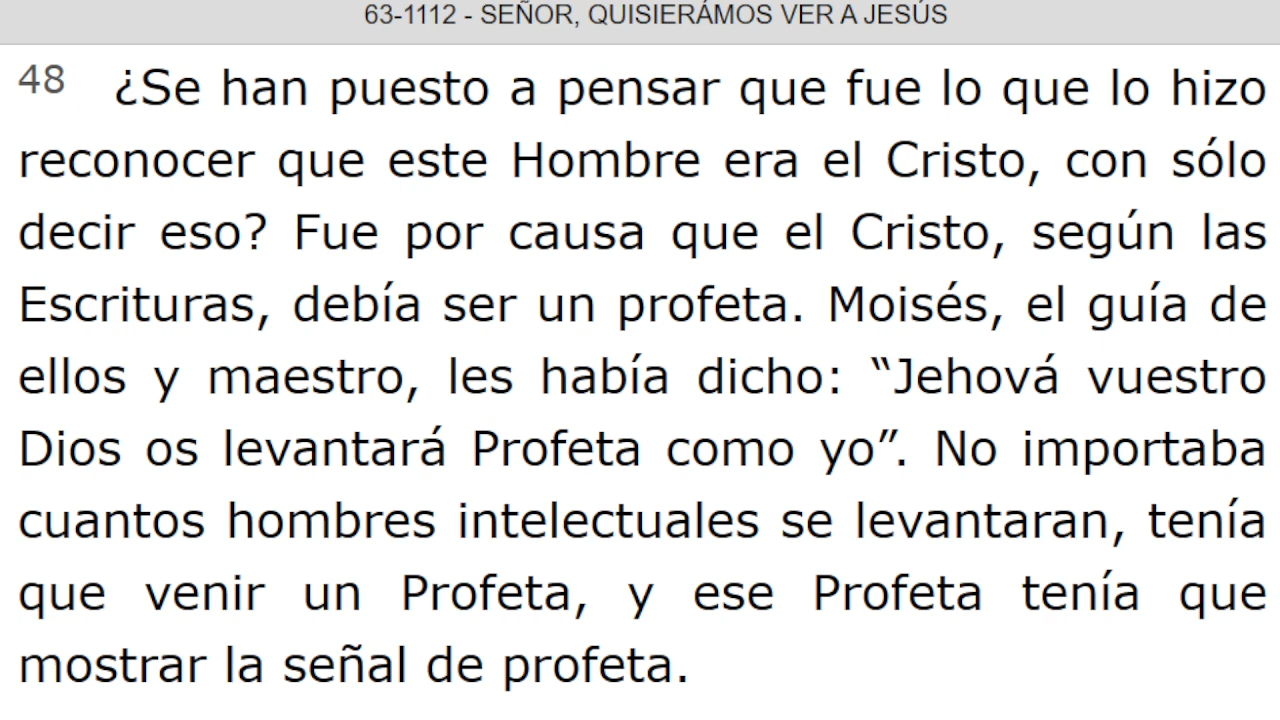 63-1112 - SEÑOR, QUISIERÁMOS VER A JESÚS
48 ¿Se han puesto a pensar que fue lo que lo hizo
reconocer que este Hombre era el Cristo, con sólo
decir eso? Fue por causa que el Cristo, según las
Escrituras, debía ser un profeta. Moisés, el guía de
ellos y maestro, les había dicho: “Jehová vuestro
Dios os levantará Profeta como yo”. No importaba
cuantos hombres intelectuales se levantaran, tenía
que venir un Profeta, y ese Profeta tenía que
mostrar la señal de profeta.